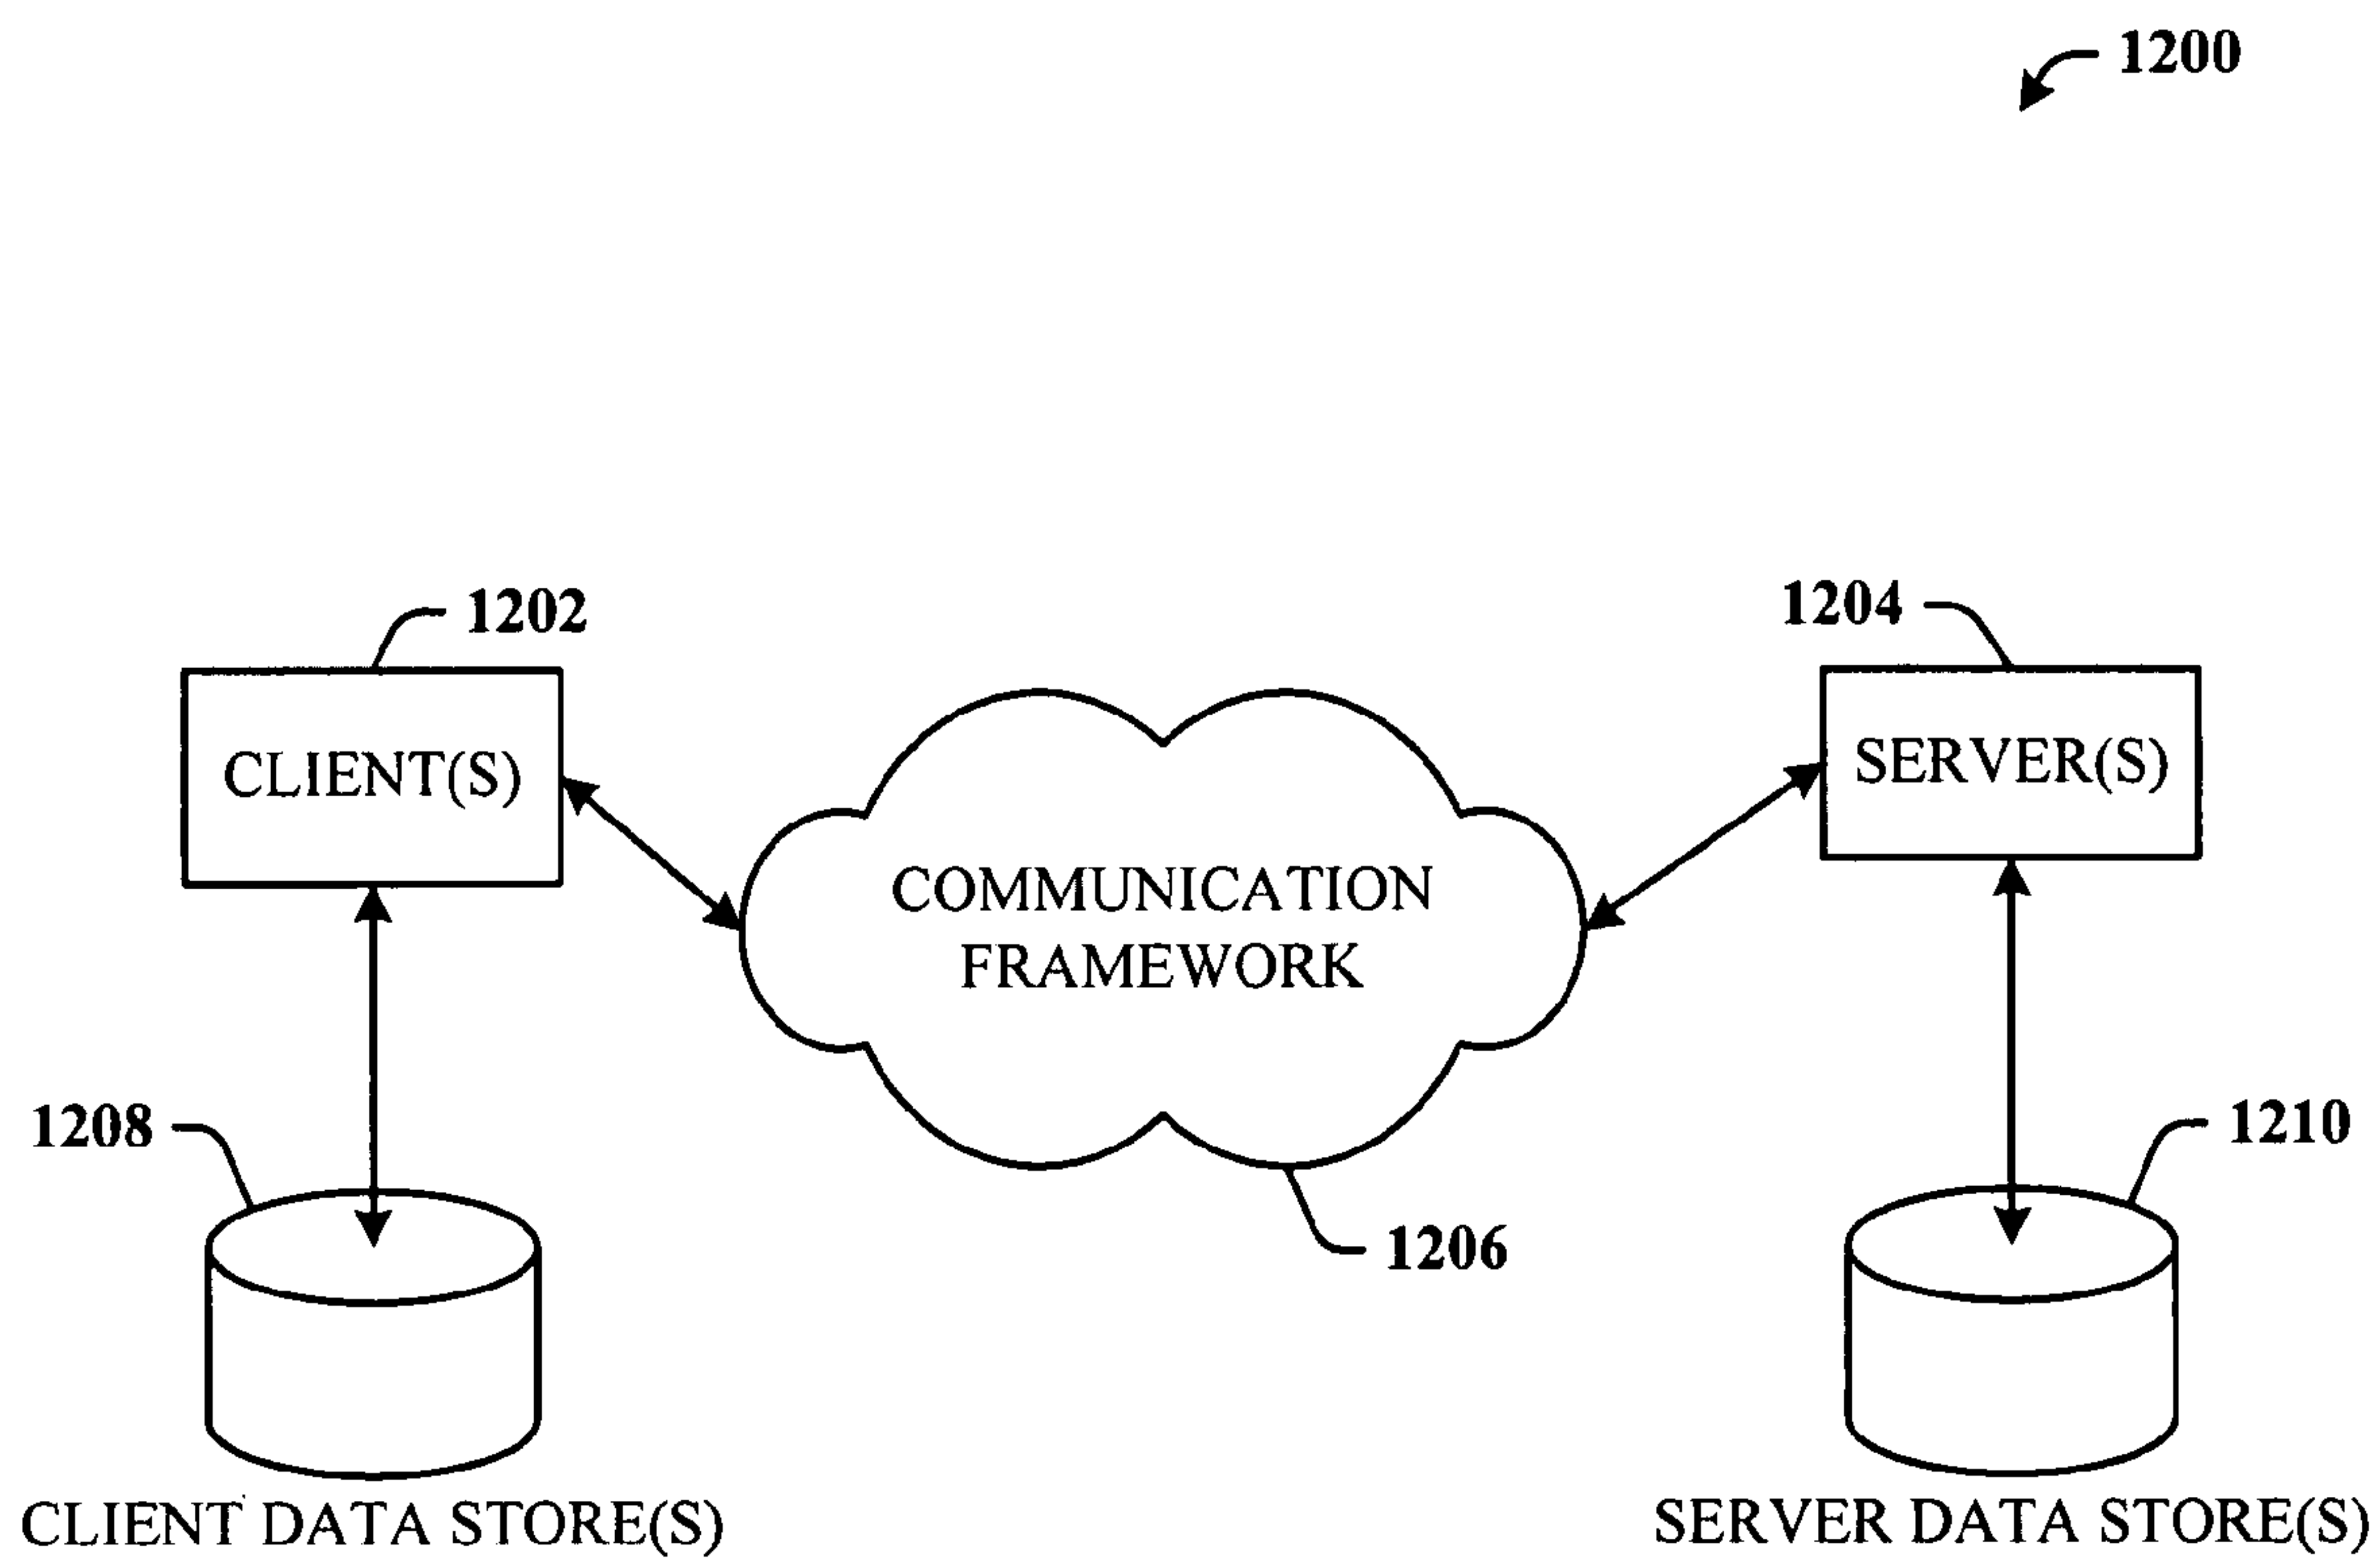 1200
1202
1204
CLIENT(S)
SERVER(S)
COMMUNICATION
FRAMEWORK
1208
1210
1206
CLIENT DATA STORE(S)
SERVER DATA STORE(S)